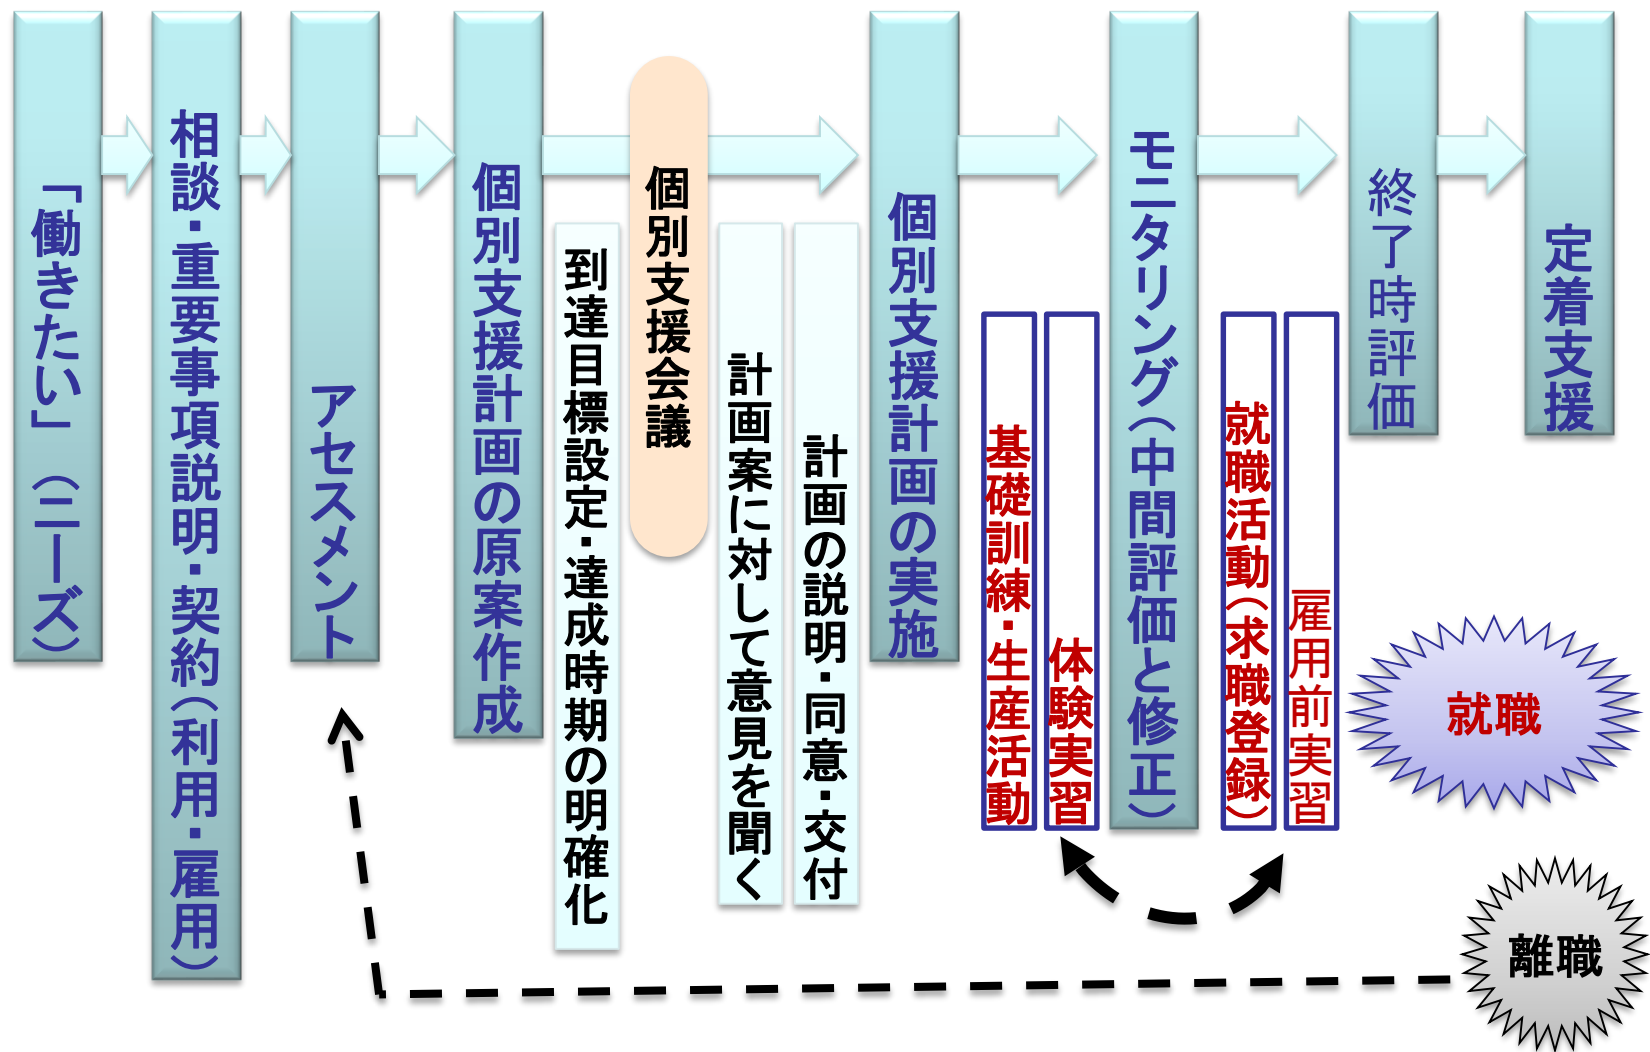 「働きたい」（ニーズ）
相談・重要事項説明・契約（利用・雇用）
アセスメント
個別支援計画の原案作成
到達目標設定・達成時期の明確化
個別支援会議
計画案に対して意見を聞く
計画の説明・同意・交付
個別支援計画の実施
基礎訓練・生産活動
体験実習
モニタリング（中間評価と修正）
就職活動（求職登録）
雇用前実習
終了時評価
定着支援
就職
離職